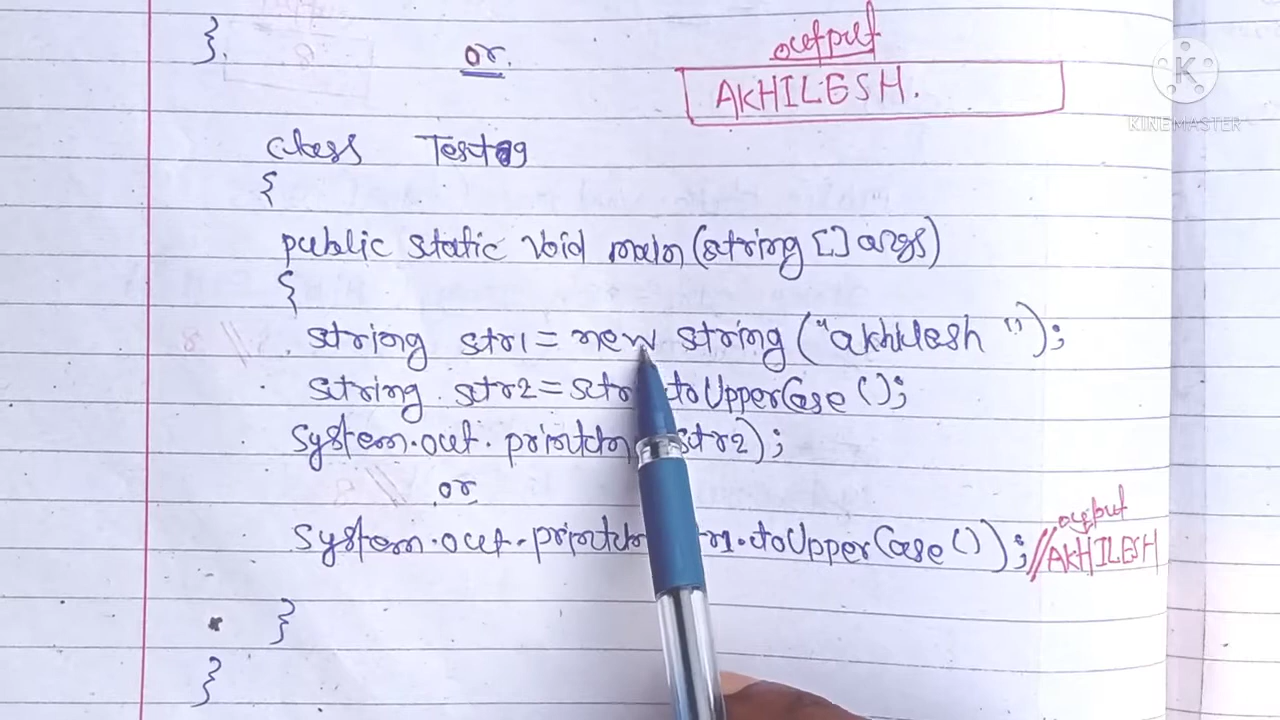 }.
or.
output
AKHILESH.
KINEMASTER
class Test
{
public static void main (string [] args)
{
string str1 = new string ("akhilesh");
string str2 = str toUpperCase ();
system.out.println str2);
or
system.out.println r1.toUpperCase ()); // output
AKHILESH
}
}